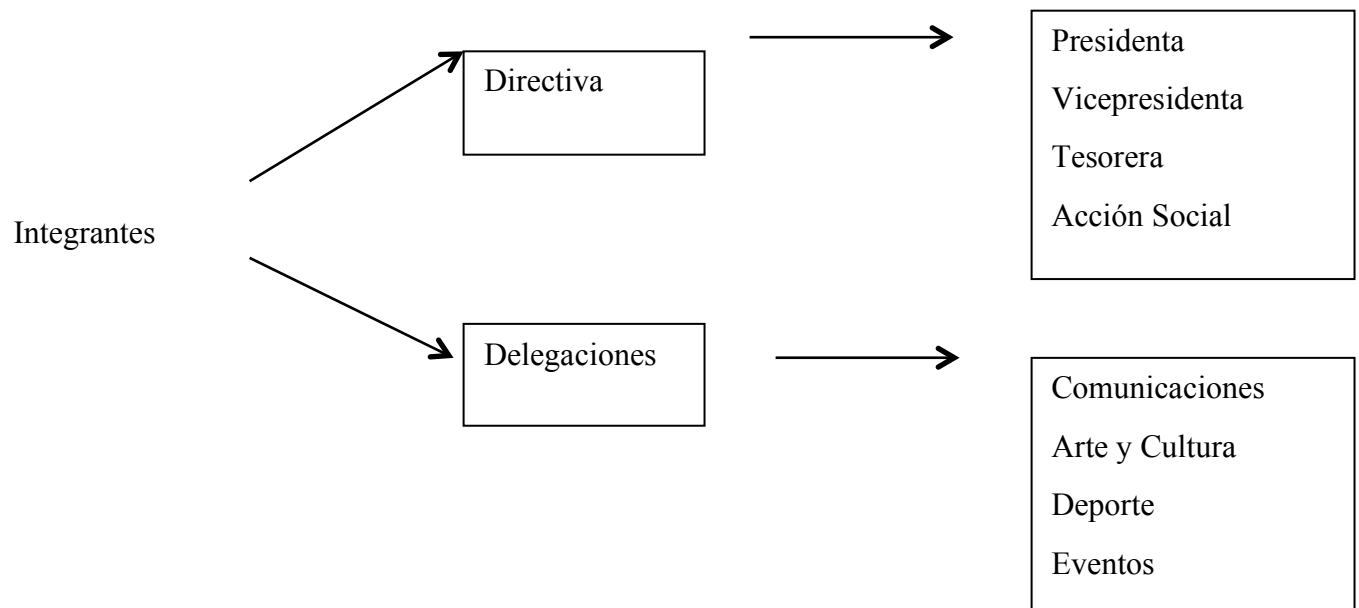 Integrantes
Directiva
Presidenta
Vicepresidenta
Tesorera
Acción Social
Delegaciones
Comunicaciones
Arte y Cultura
Deporte
Eventos